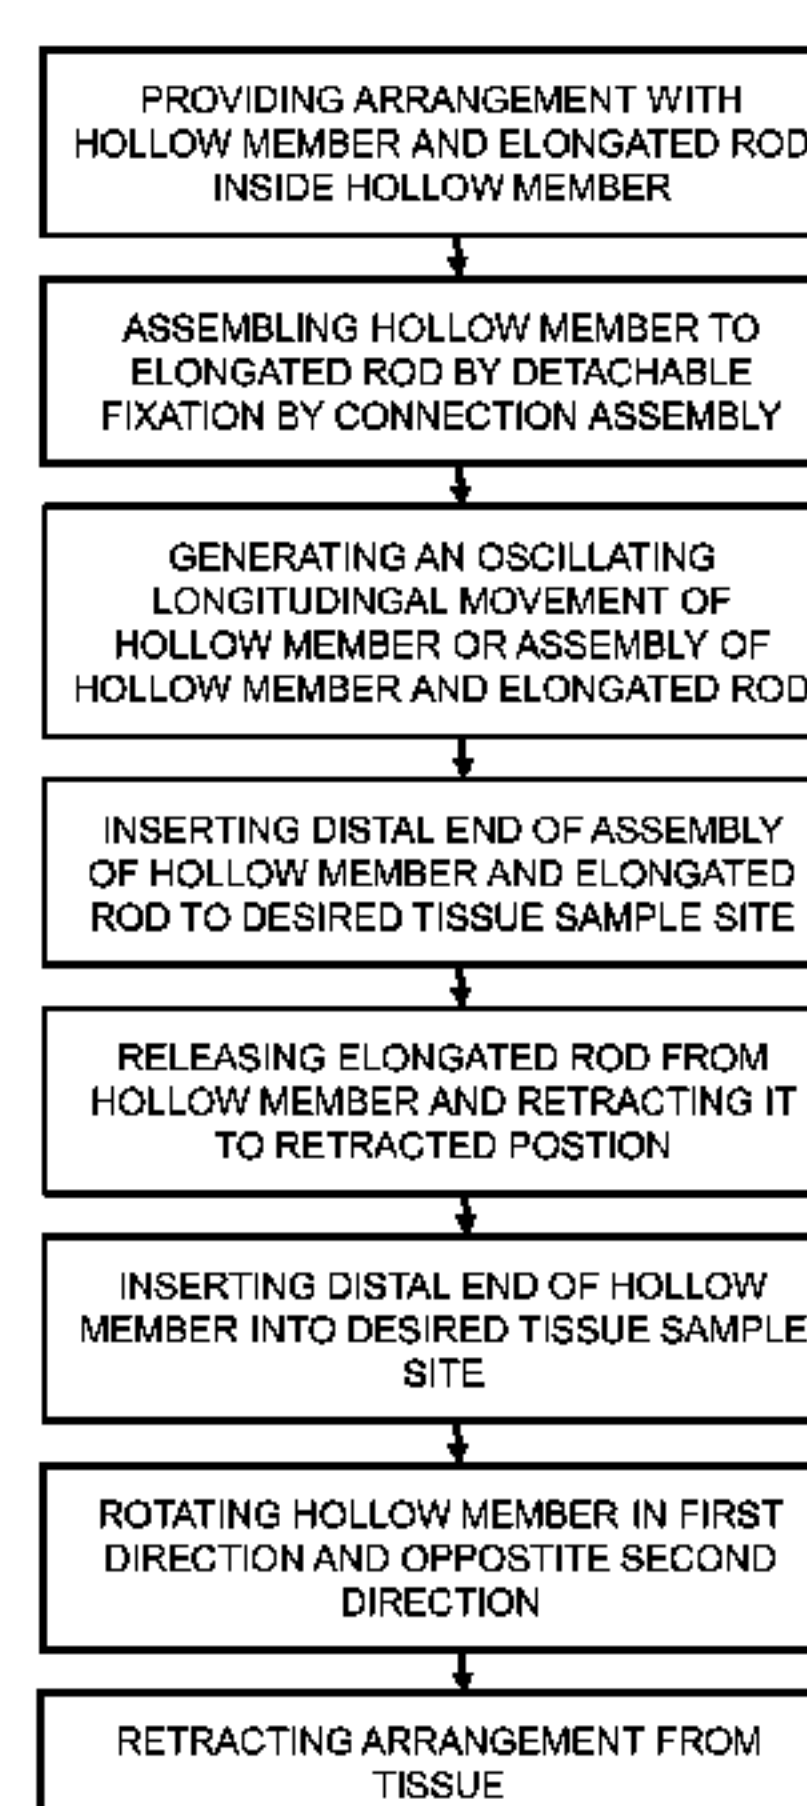 PROVIDING ARRANGEMENT WITH
HOLLOW MEMBER AND ELONGATED ROD
INSIDE HOLLOW MEMBER
ASSEMBLING HOLLOW MEMBER TO
ELONGATED ROD BY DETACHABLE
FIXATION BY CONNECTION ASSEMBLY
GENERATING AN OSCILLATING
LONGITUDINGAL MOVEMENT OF
HOLLOW MEMBER OR ASSEMBLY OF
HOLLOW MEMBER AND ELONGATED ROD
INSERTING DISTAL END OF ASSEMBLY
OF HOLLOW MEMBER AND ELONGATED
ROD TO DESIRED TISSUE SAMPLE SITE
RELEASING ELONGATED ROD FROM
HOLLOW MEMBER AND RETRACTING IT
TO RETRACTED POSTION
INSERTING DISTAL END OF HOLLOW
MEMBER INTO DESIRED TISSUE SAMPLE
SITE
ROTATING HOLLOW MEMBER IN FIRST
DIRECTION AND OPPOSTITE SECOND
DIRECTION
RETRACTING ARRANGEMENT FROM
TISSUE